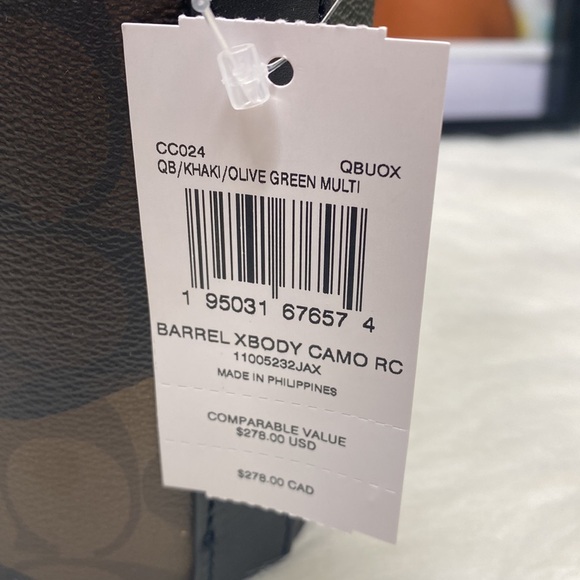 CC024 QBUOX
QB/KHAKI/OLIVE GREEN MULTI
1 95031 67657 4
BARREL XBODY CAMO RC
11005232JAX
MADE IN PHILIPPINES
COMPARABLE VALUE
$278.00 USD
$278.00 CAD